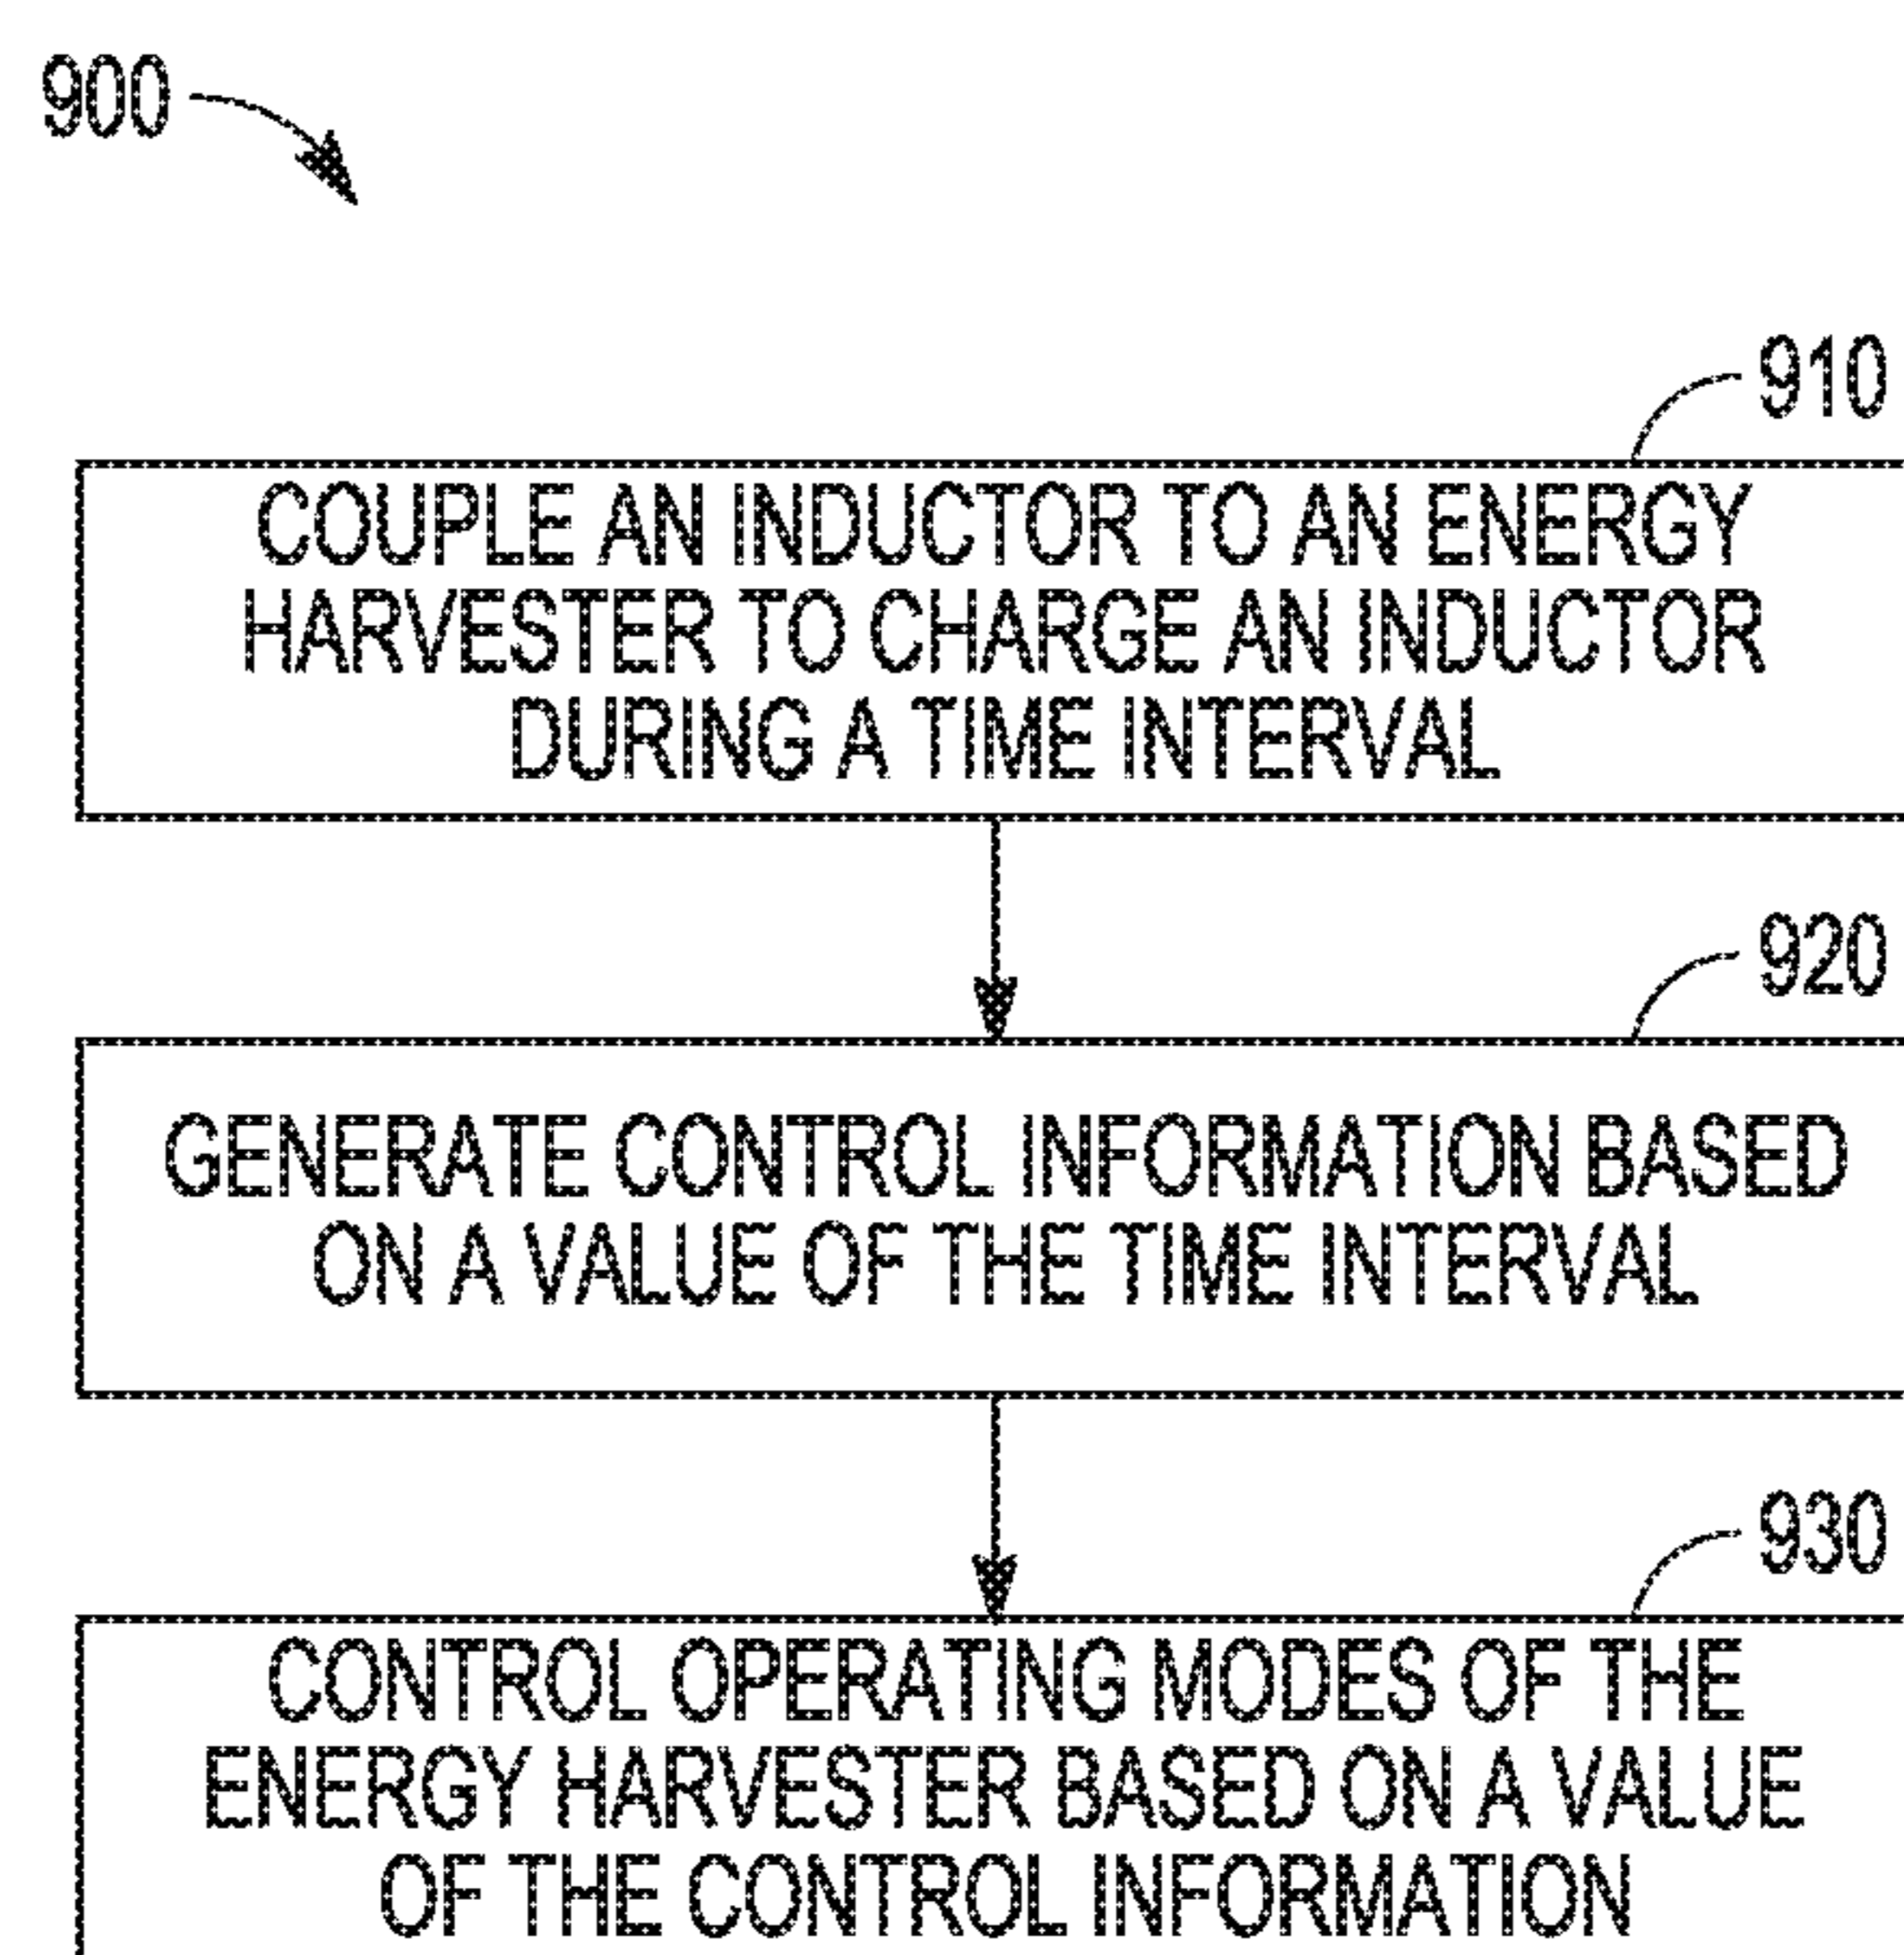 900
910
COUPLE AN INDUCTOR TO AN ENERGY
HARVESTER TO CHARGE AN INDUCTOR
DURING A TIME INTERVAL
920
GENERATE CONTROL INFORMATION BASED
ON A VALUE OF THE TIME INTERVAL
930
CONTROL OPERATING MODES OF THE
ENERGY HARVESTER BASED ON A VALUE
OF THE CONTROL INFORMATION